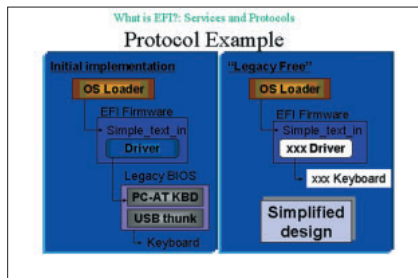 What is EFI?: Services and Protocols
Protocol Example
Initial implementation
OS Loader
EFI Firmware
Simple_text_in
Driver
Legacy BIOS
PC-AT KBD
USB thunk
Keyboard
“Legacy Free”
OS Loader
EFI Firmware
Simple_text_in
xxx Driver
xxx Keyboard
Simplified
design